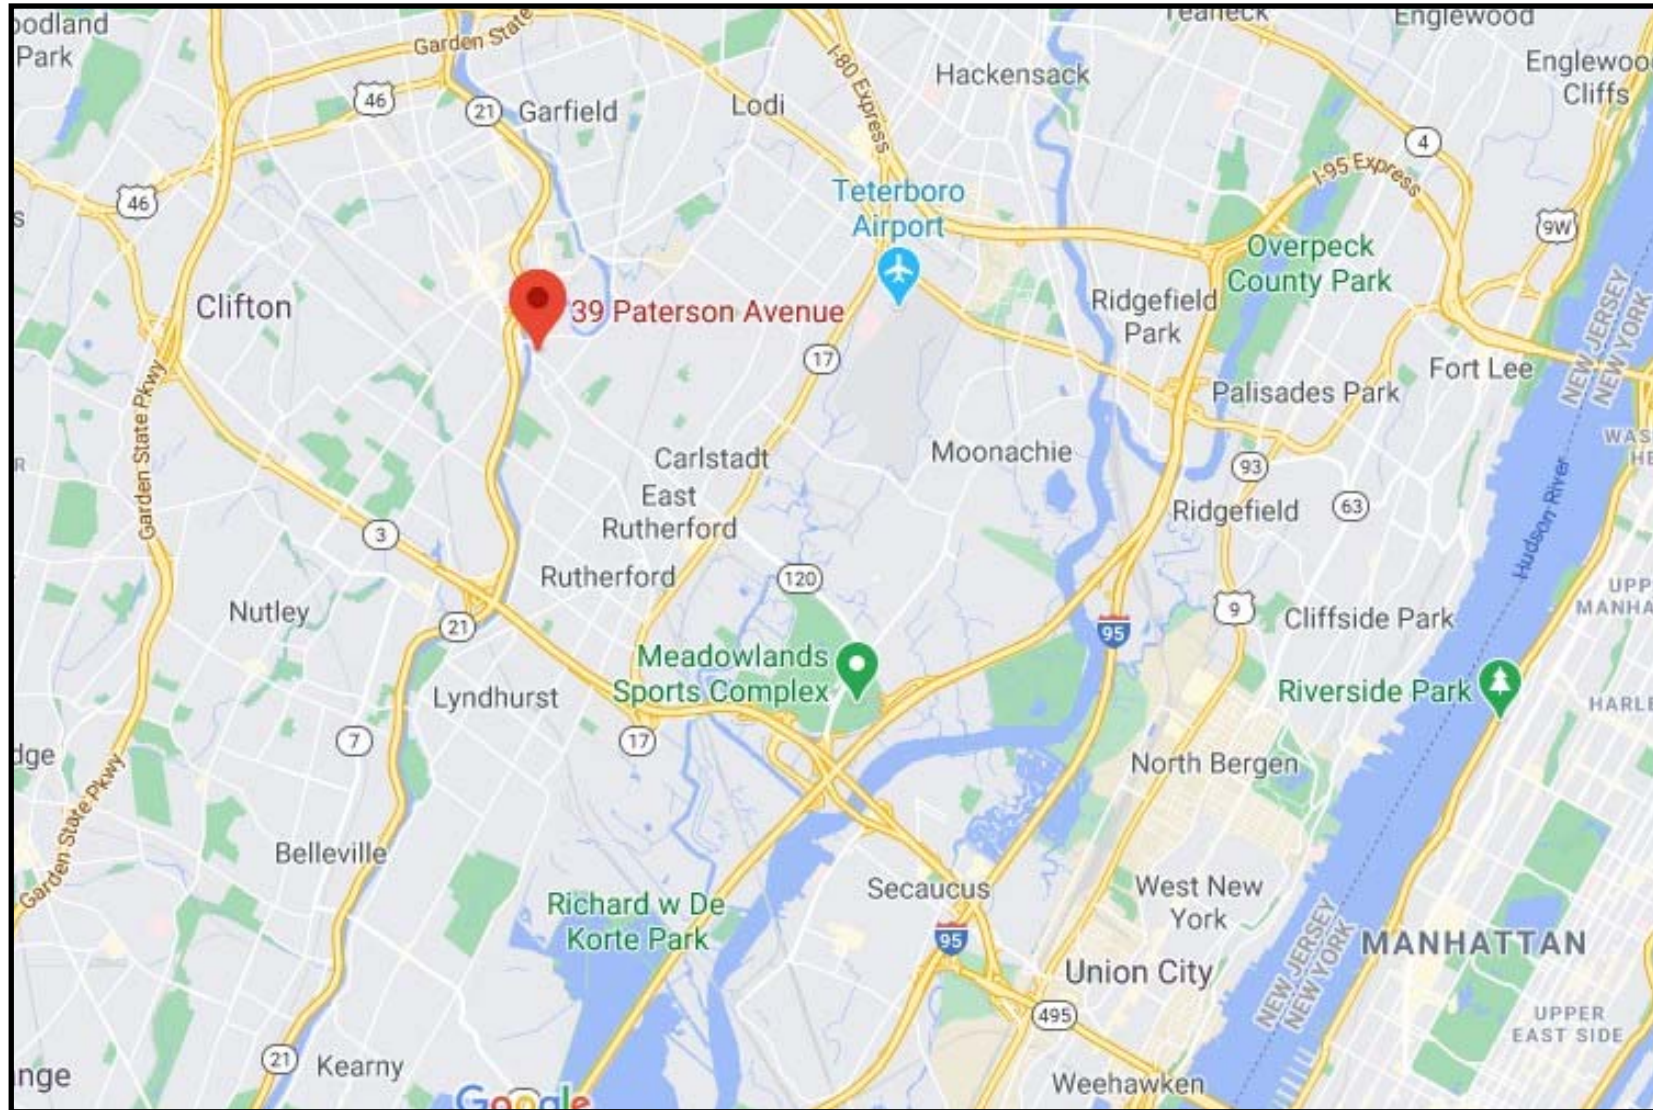 Park
Garden State
I-80 Express
Hackensack
Englewood
Cliffs
46
21
Garfield
Lodi
4
I-95 Express
46
Teterboro
Airport
9W
Overpeck
County Park
Clifton
39 Paterson Avenue
Ridgefield
Park
NEW JERSEY
NEW YORK
17
Fort Lee
Garden State Pkwy
Palisades Park
Carlstadt
Moonachie
93
East
Rutherford
Ridgefield
63
Hudson River
3
Rutherford
120
Nutley
21
95
9
Cliffside Park
Meadowlands
Sports Complex
Riverside Park
Lyndhurst
7
17
North Bergen
Garden State Pkwy
Belleville
Secaucus
West New
York
Richard w De
Korte Park
95
MANHATTAN
NEW JERSEY
NEW YORK
Union City
495
UPPER
EAST SIDE
21
Kearny
Weehawken
Google